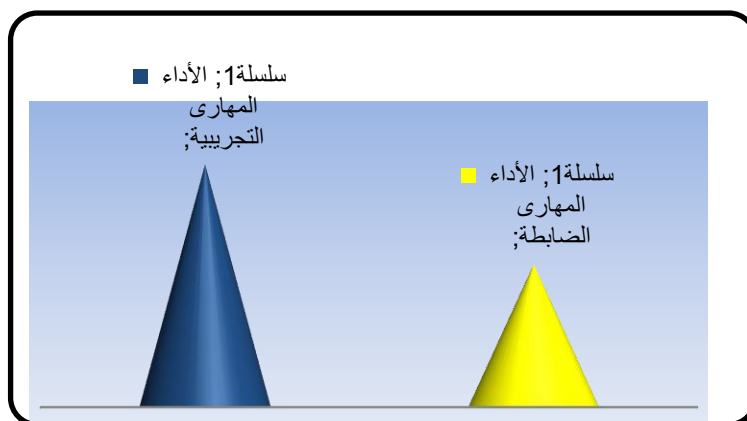 سلسلة1; الأداء
المهارى
التجريبية;
سلسلة1; الأداء
المهارى
الضابطة;